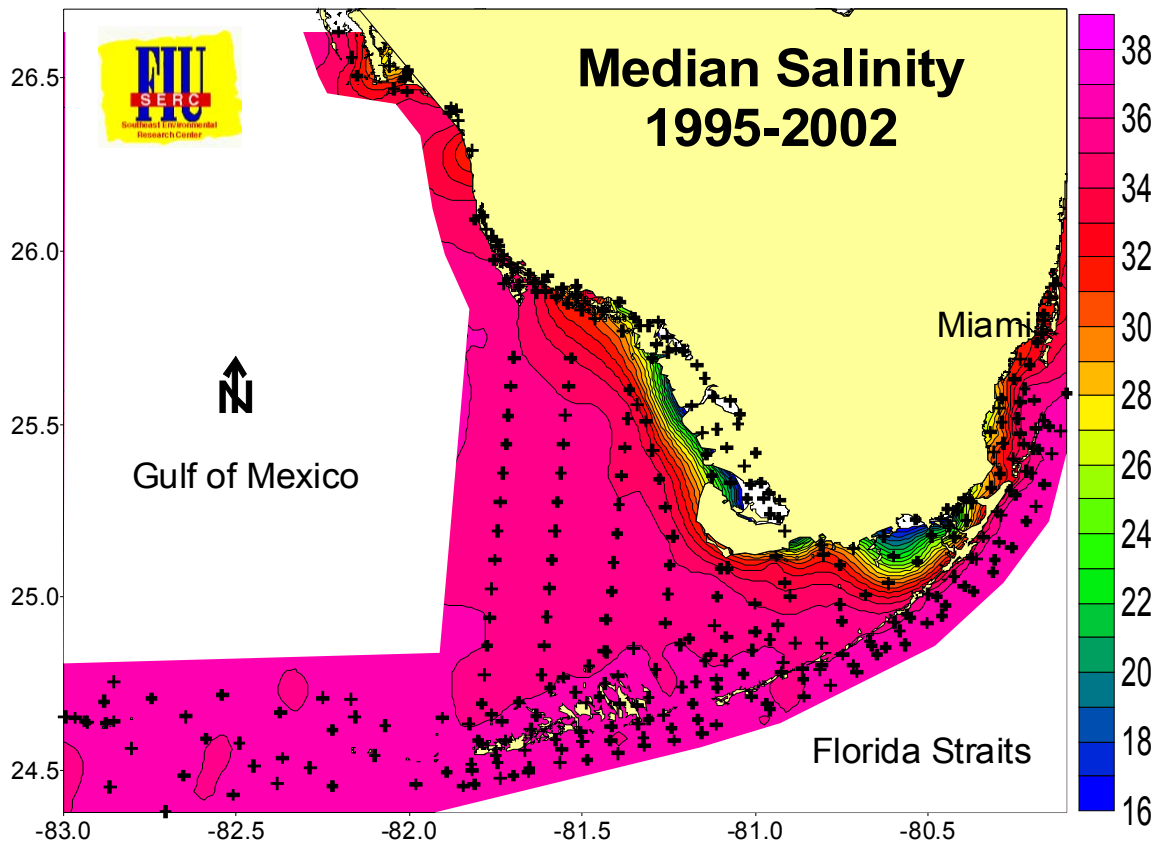 FIU
SERC
Southeast Environmental
Research Center
Median Salinity
1995-2002
Miami
N
Gulf of Mexico
Florida Straits
26.5
26.0
25.5
25.0
24.5
-83.0
-82.5
-82.0
-81.5
-81.0
-80.5
38
36
34
32
30
28
26
24
22
20
18
16